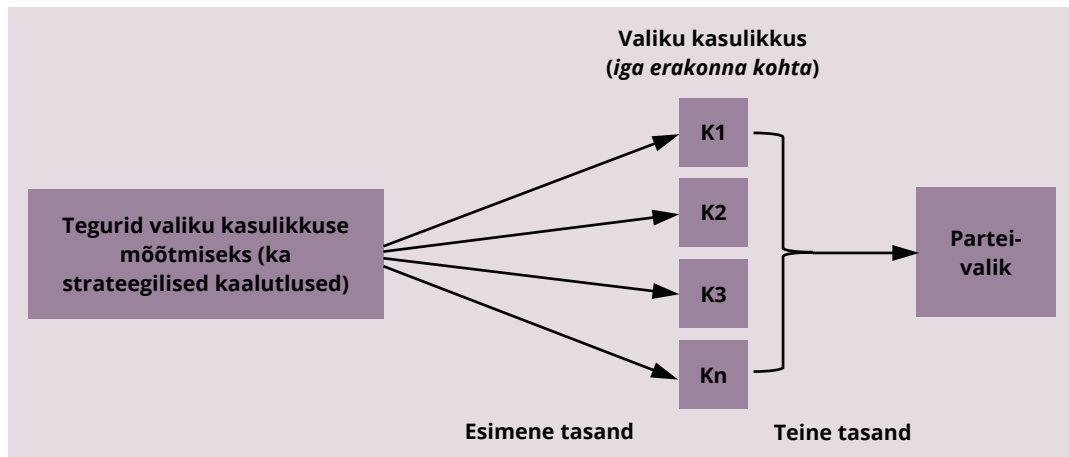 Valiku kasulikkus
(iga erakonna kohta)
K1
K2
K3
Kn
Tegurid valiku kasulikkuse
mõõtmiseks (ka
strateegilised kaalutlused)
Partei-
valik
Esimene tasand
Teine tasand